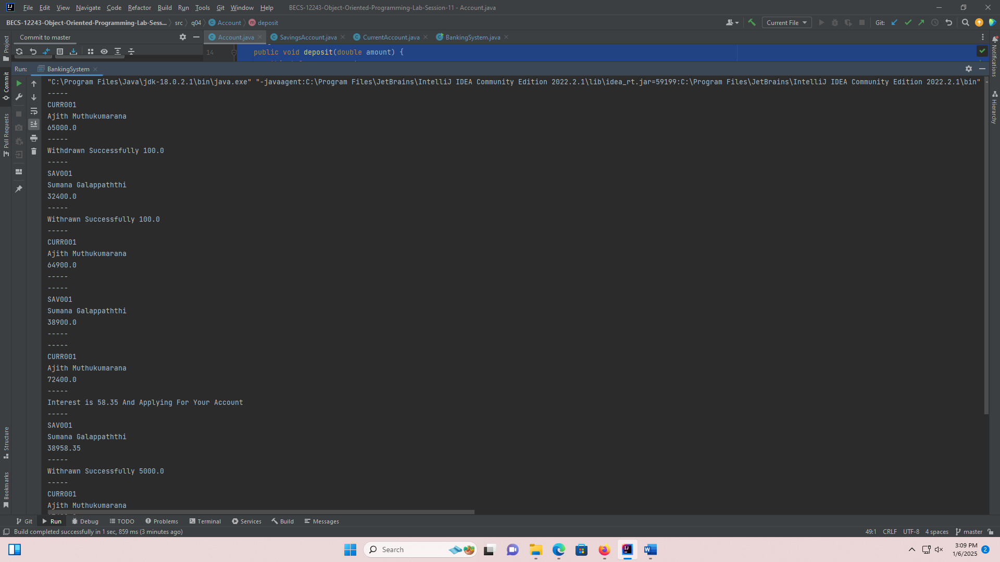 File Edit View Navigate Code Refactor Build Run Tools Git Window Help BECS-12243-Object-Oriented-Programming-Lab-Session-11 - Account.java
BECS-12243-Object-Oriented-Programming-Lab-Sess... src q04 Account deposit Current File Git:
Commit to master Account.java SavingsAccount.java CurrentAccount.java BankingSystem.java
14 public void deposit(double amount) {
Run: BankingSystem
"C:\Program Files\Java\jdk-18.0.2.1\bin\java.exe" "-javaagent:C:\Program Files\JetBrains\IntelliJ IDEA Community Edition 2022.2.1\lib\idea_rt.jar=59199:C:\Program Files\JetBrains\IntelliJ IDEA Community Edition 2022.2.1\bin" -
-----
CURR001
Ajith Muthukumarana
65000.0
-----
Withdrawn Successfully 100.0
-----
SAV001
Sumana Galappaththi
32400.0
-----
Withrawn Successfully 100.0
-----
CURR001
Ajith Muthukumarana
64900.0
-----
-----
SAV001
Sumana Galappaththi
38900.0
-----
-----
CURR001
Ajith Muthukumarana
72400.0
-----
Interest is 58.35 And Applying For Your Account
-----
SAV001
Sumana Galappaththi
38958.35
-----
Withrawn Successfully 5000.0
-----
CURR001
Ajith Muthukumarana
Project
Commit
Pull Requests
Structure
Bookmarks
Notifications
Hierarchy
Git Run Debug TODO Problems Terminal Services Build Messages
Build completed successfully in 1 sec, 859 ms (3 minutes ago) 49:1 CRLF UTF-8 4 spaces master
Search
3:09 PM
1/6/2025 2